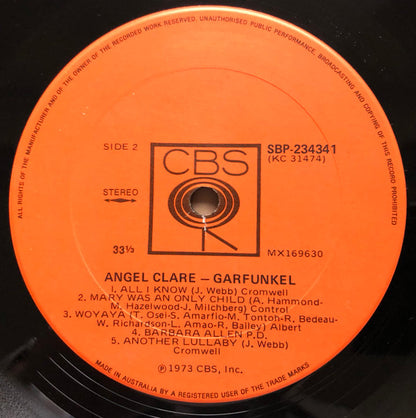 ALL RIGHTS OF THE MANUFACTURER AND OF THE OWNER OF THE RECORDED WORK RESERVED. UNAUTHORISED PUBLIC PERFORMANCE, BROADCASTING AND COPYING OF THIS RECORD PROHIBITED
SIDE 2
CBS
SBP-234341
(KC 31474)
STEREO
33⅓
MX169630
ANGEL CLARE – GARFUNKEL
1. ALL I KNOW (J. Webb) Cromwell
2. MARY WAS AN ONLY CHILD (A. Hammond-
M. Hazelwood-J. Milchberg) Control
3. WOYAYA (T. Osei-S. Amarfio-M. Tontoh-R. Bedeau-
W. Richardson-L. Amao-R. Bailey) Albert
4. BARBARA ALLEN P.D.
5. ANOTHER LULLABY (J. Webb)
Cromwell
℗1973 CBS, Inc.
MADE IN AUSTRALIA BY A REGISTERED USER OF THE TRADE MARKS